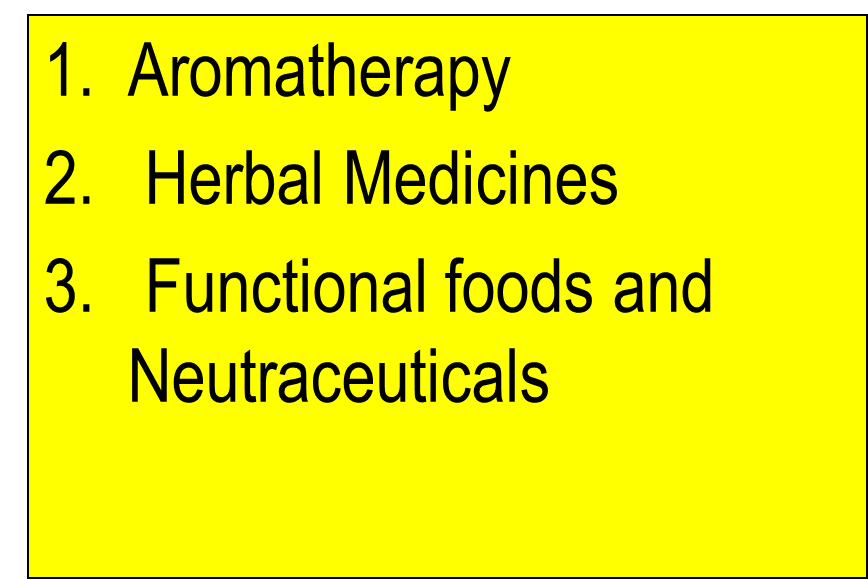 1. Aromatherapy
2. Herbal Medicines
3. Functional foods and
Neutraceuticals